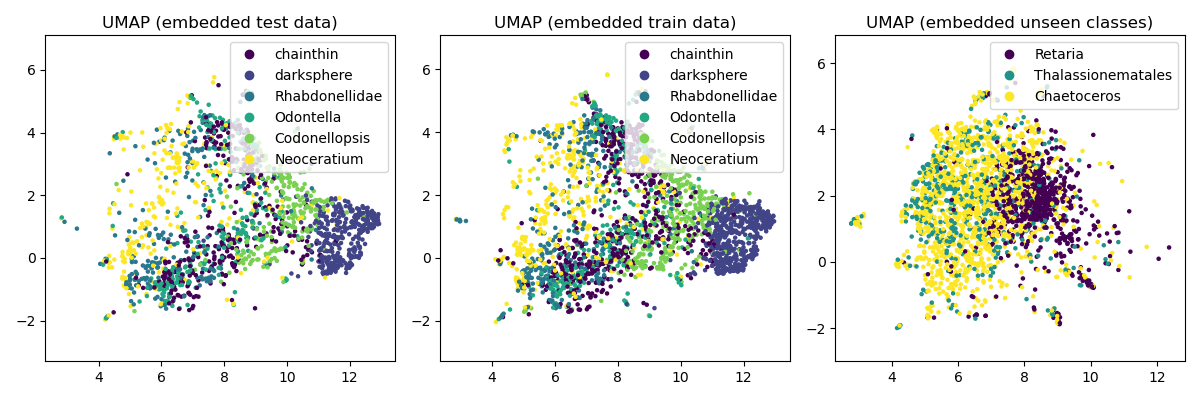 UMAP (embedded test data)
chainthin
darksphere
Rhabdonellidae
Odontella
Codonellopsis
Neoceratium
6
4
2
0
−2
4 6 8 10 12
UMAP (embedded train data)
chainthin
darksphere
Rhabdonellidae
Odontella
Codonellopsis
Neoceratium
6
4
2
0
−2
4 6 8 10 12
UMAP (embedded unseen classes)
Retaria
Thalassionematales
Chaetoceros
6
4
2
0
−2
4 6 8 10 12